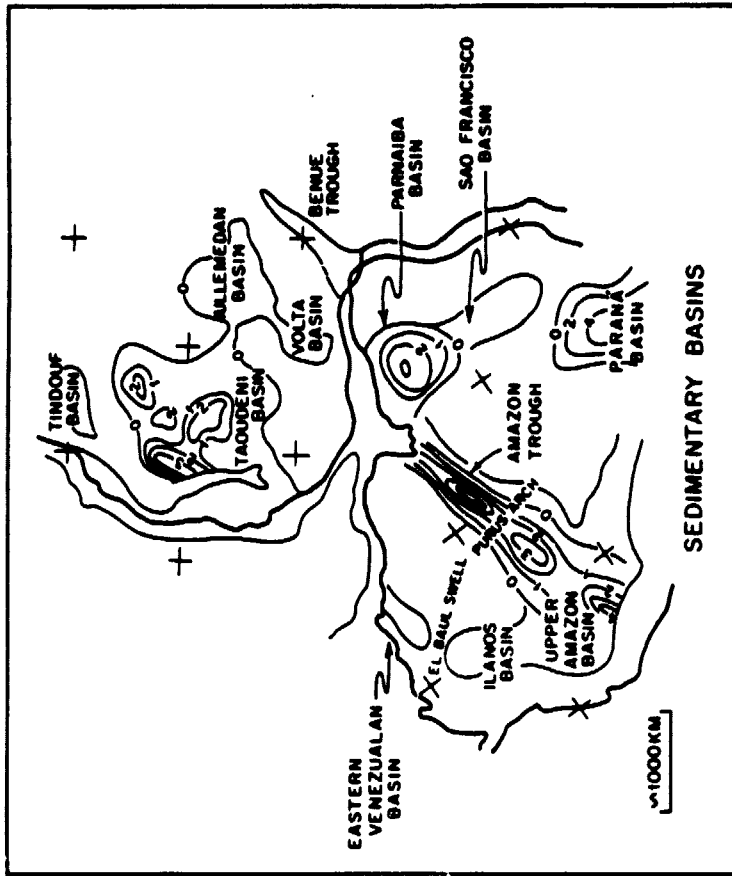 TINDOUF
BASIN
AULLEMEDAN
BASIN
TAOUDENI
BASIN
VOLTA
BASIN
BENUE
TROUGH
PARNAIBA
BASIN
SAO FRANCISCO
BASIN
EASTERN
VENEZUALAN
BASIN
EL BAUL SWELL
PURUS ARCH
AMAZON
TROUGH
ILANOS
BASIN
UPPER
AMAZON
BASIN
PARANA
BASIN
~1000KM
SEDIMENTARY BASINS